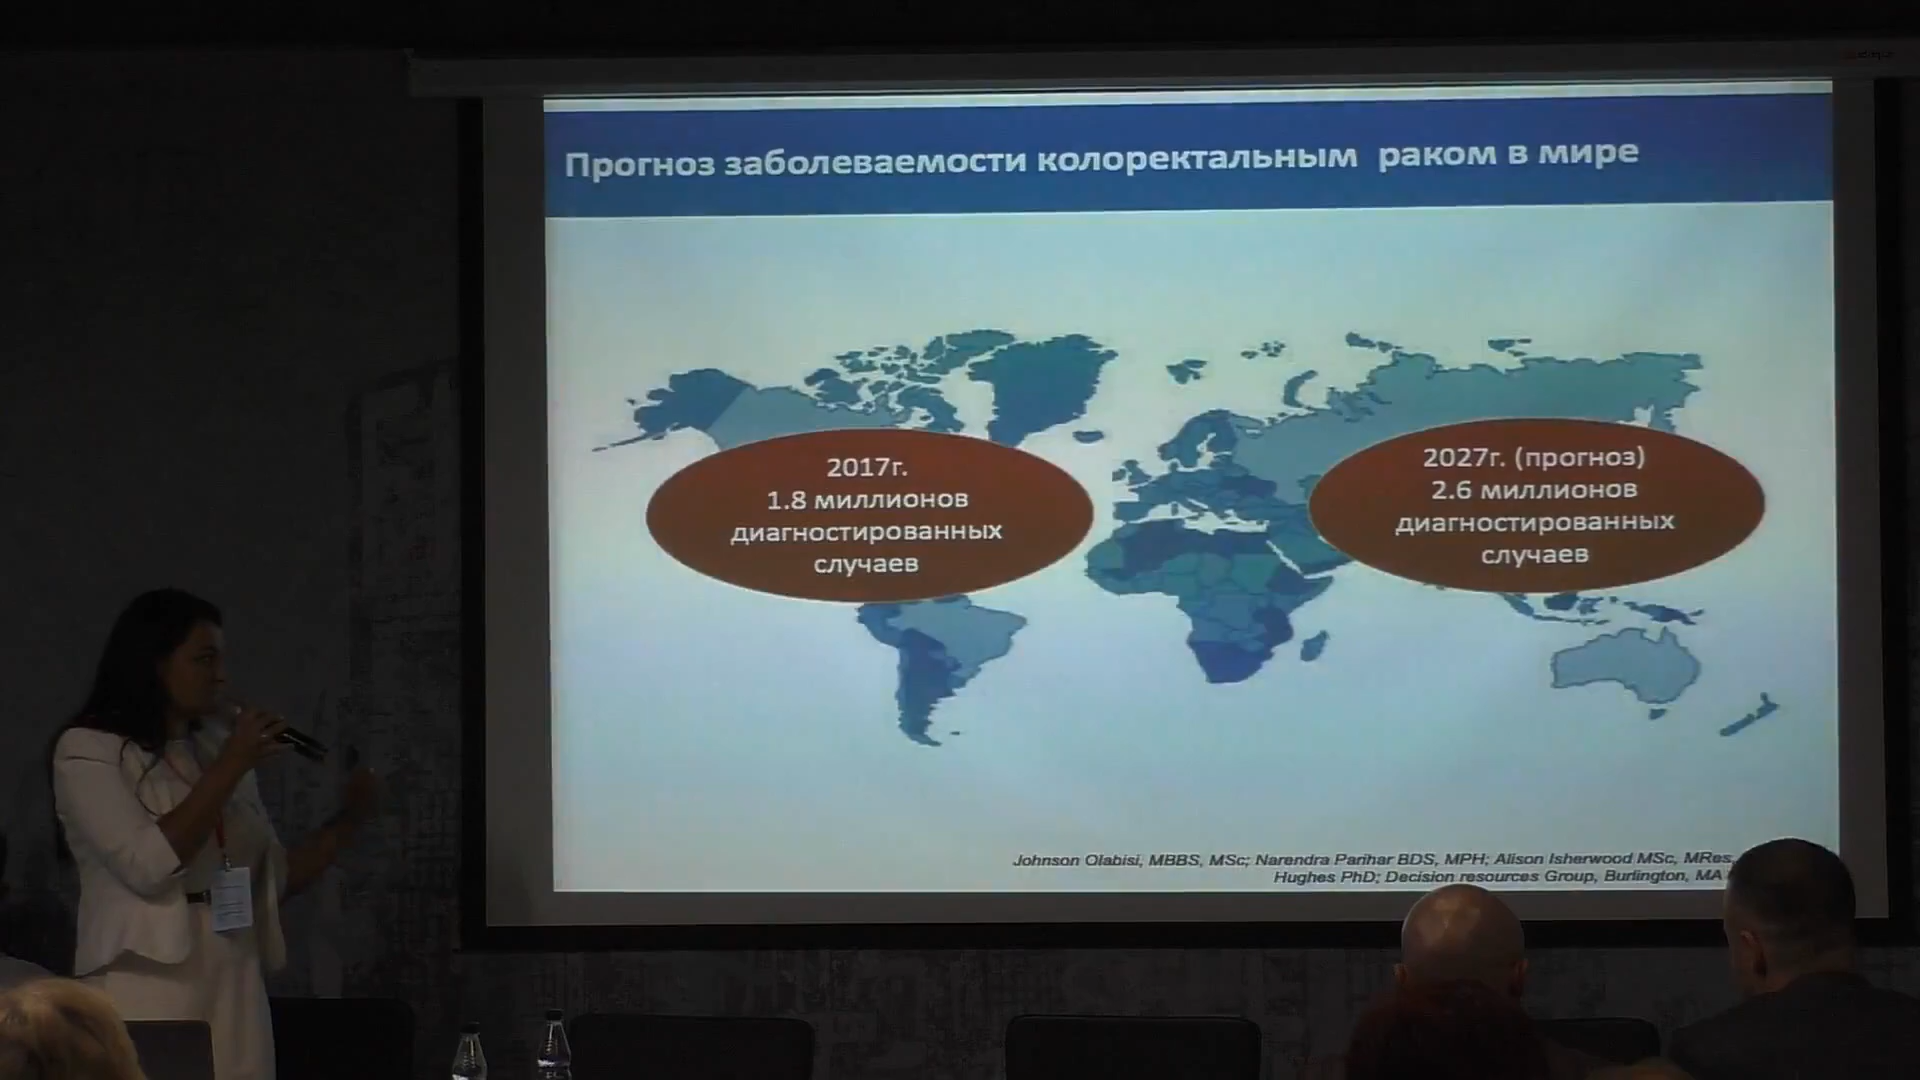 Прогноз заболеваемости колоректальным раком в мире
2017г.
1.8 миллионов
диагностированных
случаев
2027г. (прогноз)
2.6 миллионов
диагностированных
случаев
Johnson Olabisi, MBBS, MSc; Narendra Parihar BDS, MPH; Alison Isherwood MSc, MRes,
Hughes PhD; Decision resources Group, Burlington, MA